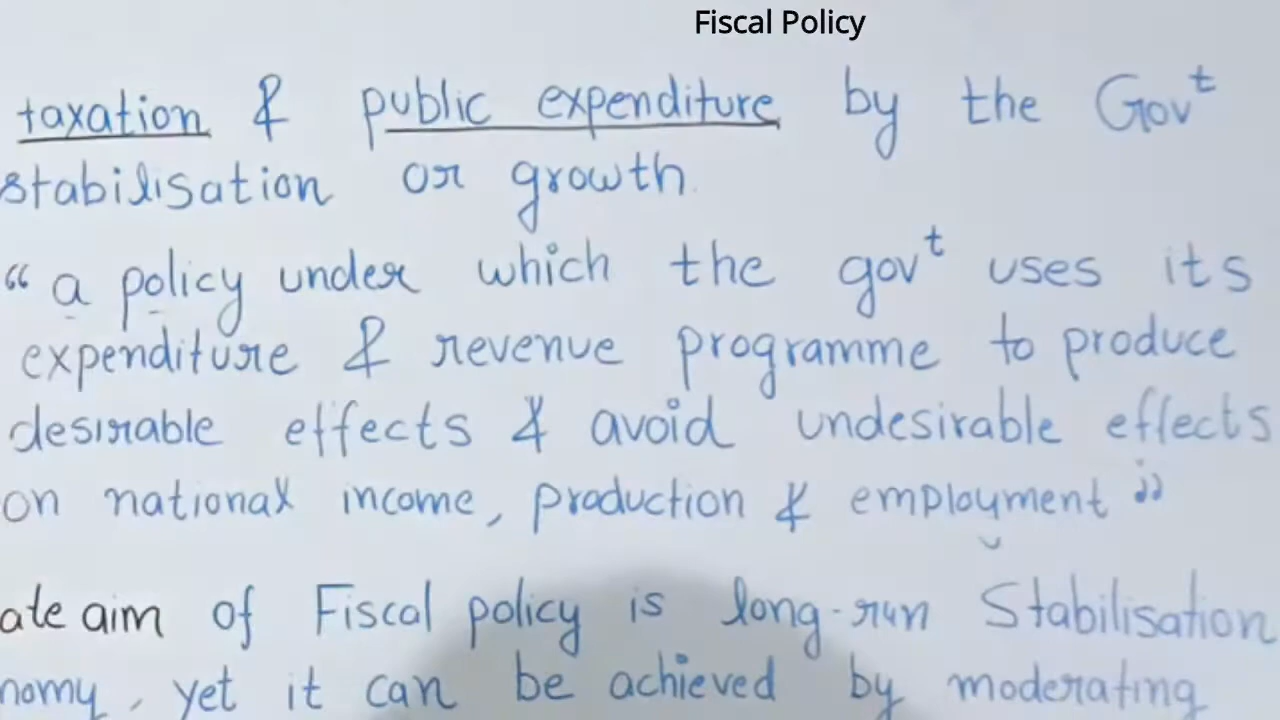 Fiscal Policy
taxation & public expenditure by the Govt
stabilisation or growth.
“ a policy under which the govt uses its
expenditure & revenue programme to produce
desirable effects & avoid undesirable effects
on national income, production & employment ”
ate aim of Fiscal policy is long-run Stabilisation
nomy, yet it can be achieved by moderating